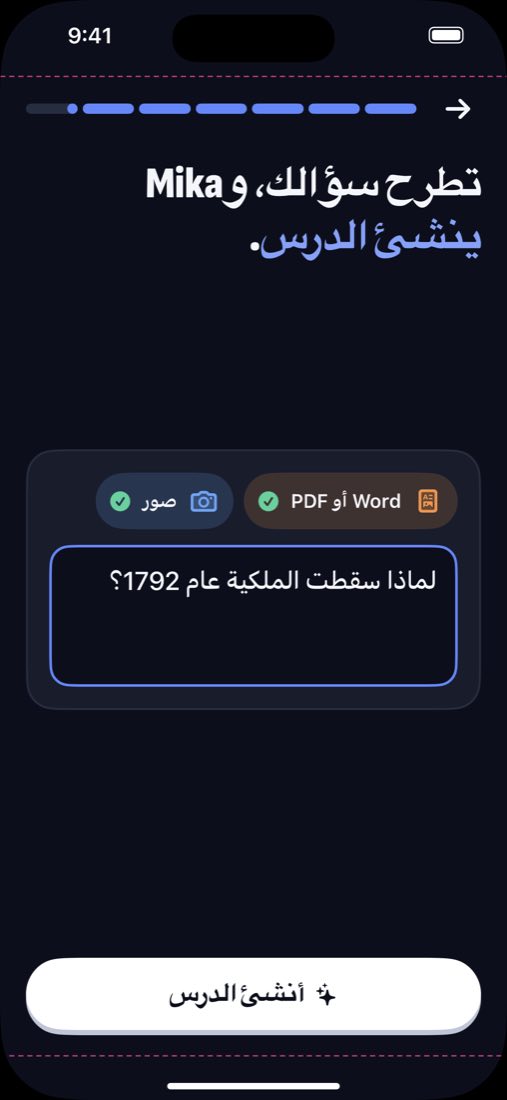 9:41
تطرح سؤالك، وMika
ينشئ الدرس.
Word أو PDF
صور
لماذا سقطت الملكية عام 1792؟
أنشئ الدرس